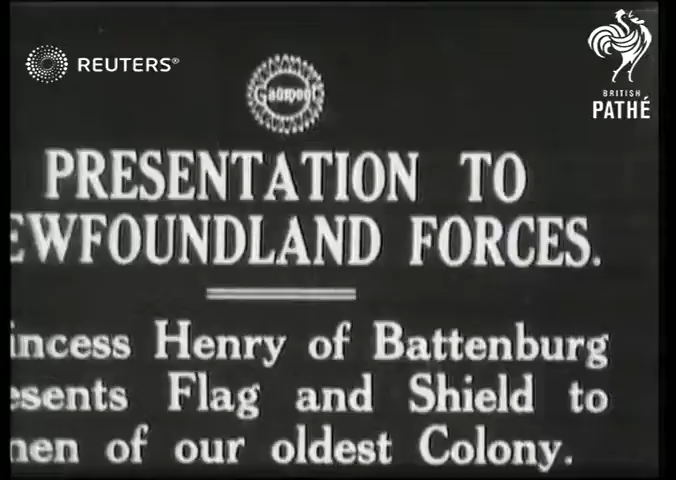 REUTERS
BRITISH
PATHÉ
Gaumont
PRESENTATION TO
EWFOUNDLAND FORCES.
incess Henry of Battenburg
esents Flag and Shield to
nen of our oldest Colony.